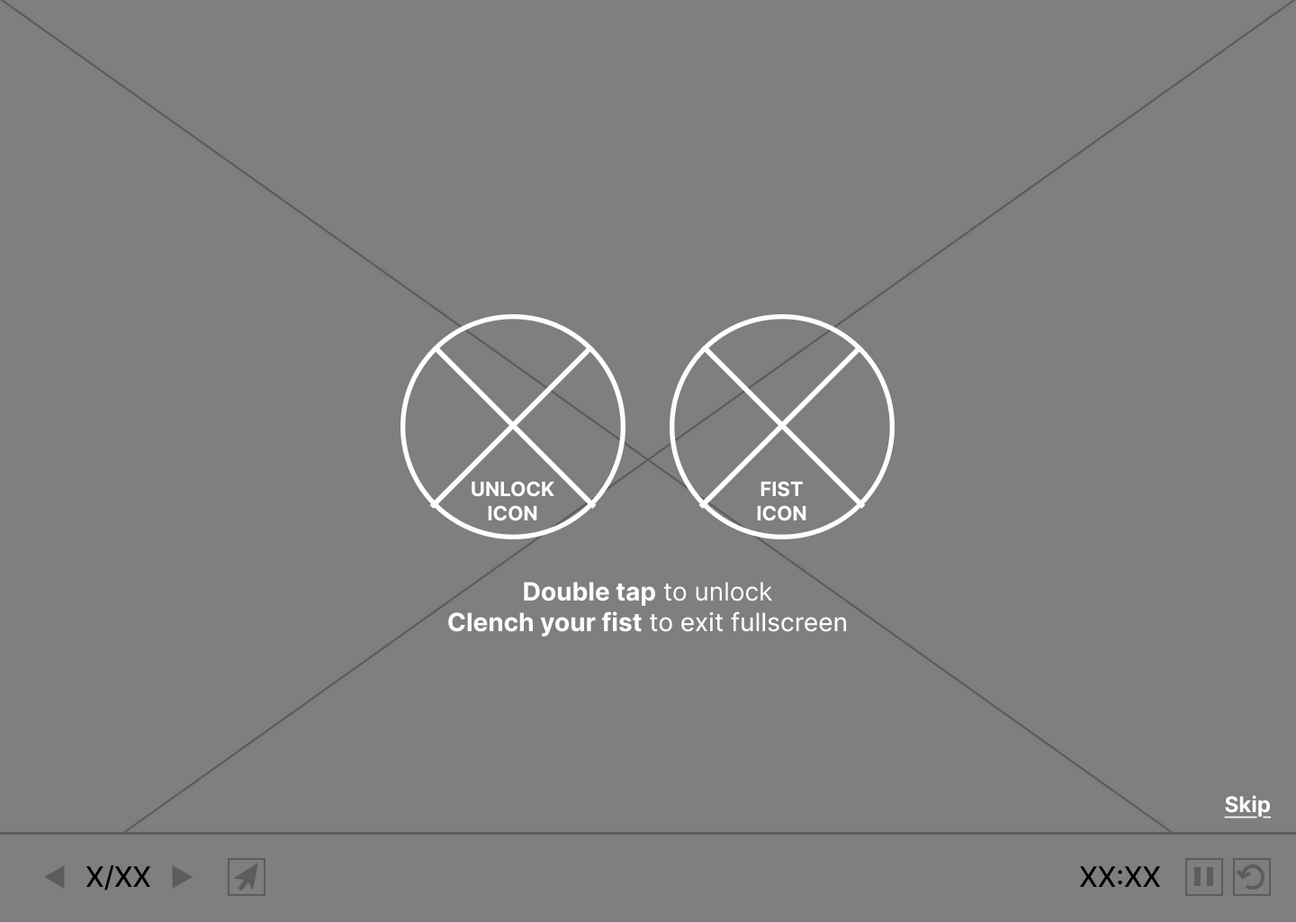 UNLOCK
ICON
FIST
ICON
Double tap to unlock
Clench your fist to exit fullscreen
Skip
X/XX
XX:XX